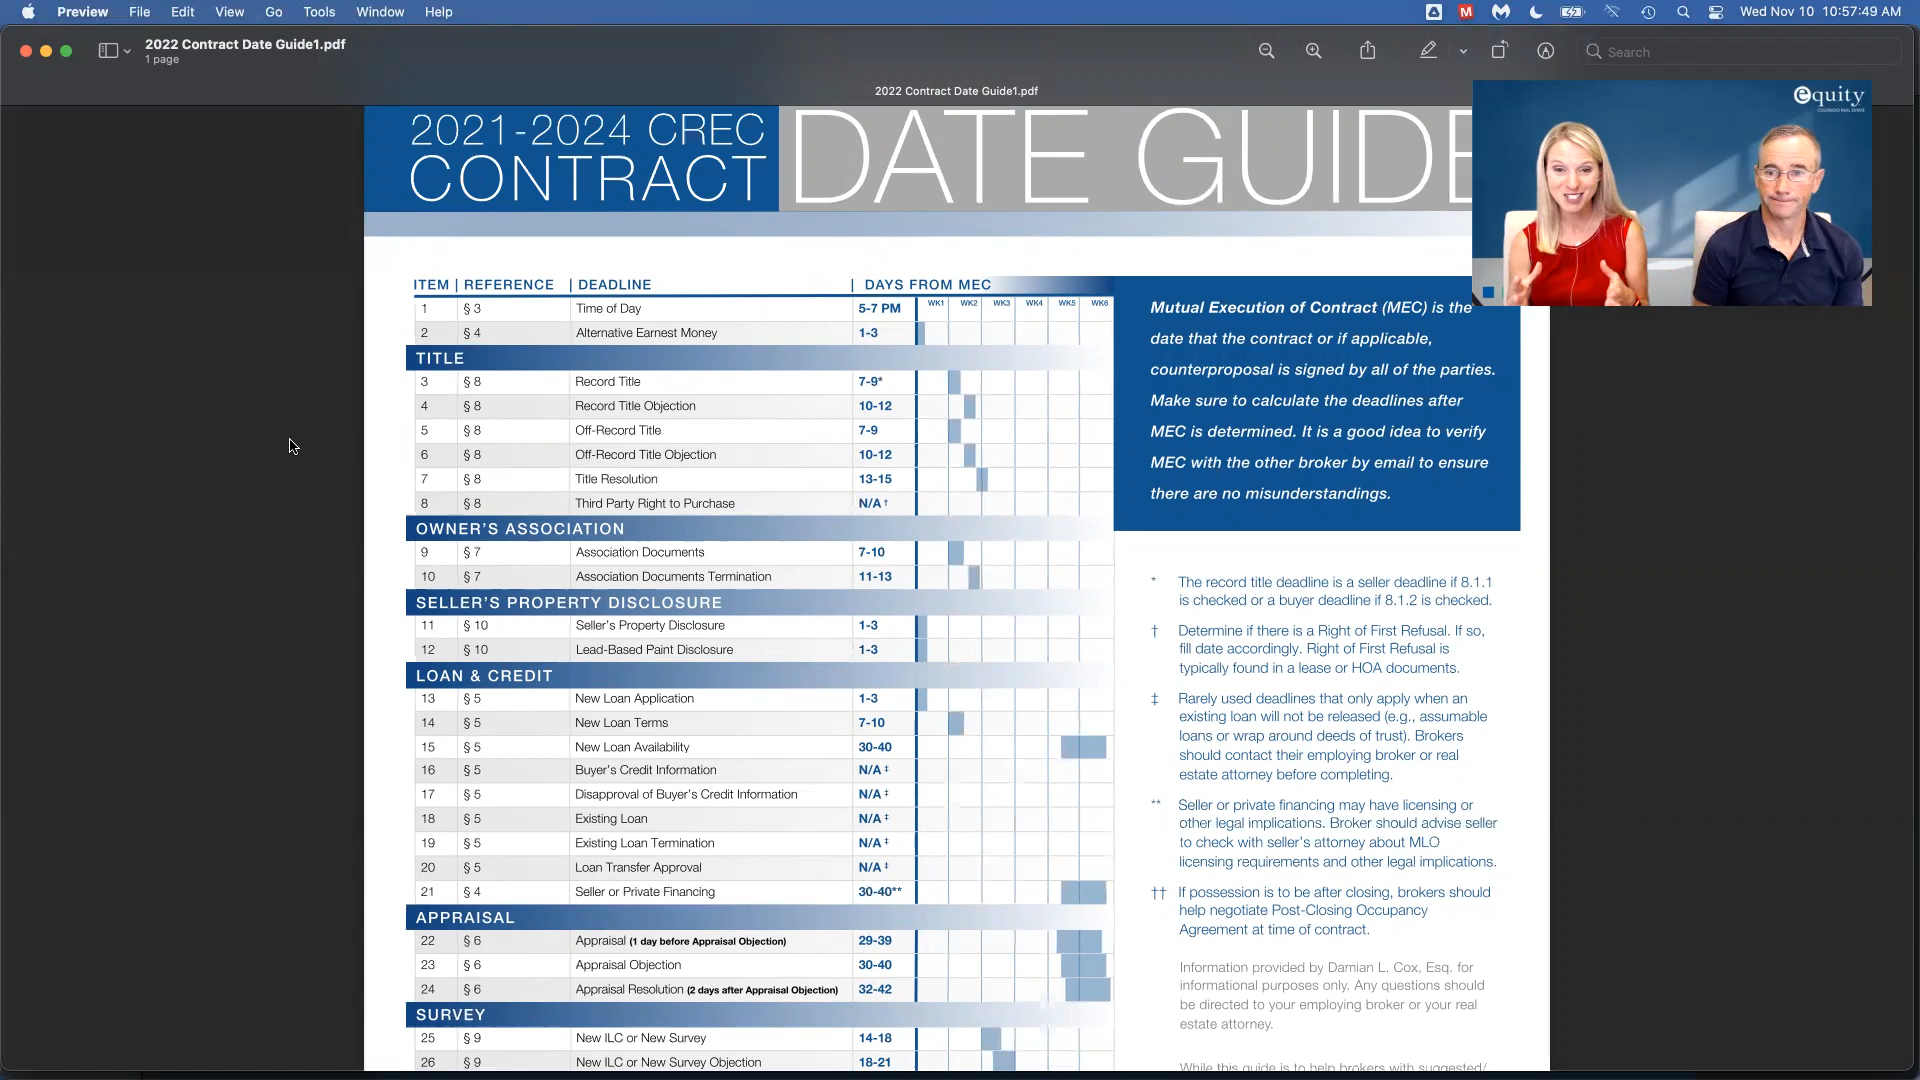 Preview File Edit View Go Tools Window Help
Wed Nov 10 10:57:49 AM
2022 Contract Date Guide1.pdf
1 page
Search
2022 Contract Date Guide1.pdf
2021-2024 CREC
CONTRACT
DATE GUIDE
equity
ITEM | REFERENCE | DEADLINE | DAYS FROM MEC
WK1 WK2 WK3 WK4 WK5 WK6
1 § 3 Time of Day 5-7 PM
2 § 4 Alternative Earnest Money 1-3
TITLE
3 § 8 Record Title 7-9*
4 § 8 Record Title Objection 10-12
5 § 8 Off-Record Title 7-9
6 § 8 Off-Record Title Objection 10-12
7 § 8 Title Resolution 13-15
8 § 8 Third Party Right to Purchase N/A †
OWNER'S ASSOCIATION
9 § 7 Association Documents 7-10
10 § 7 Association Documents Termination 11-13
SELLER'S PROPERTY DISCLOSURE
11 § 10 Seller's Property Disclosure 1-3
12 § 10 Lead-Based Paint Disclosure 1-3
LOAN & CREDIT
13 § 5 New Loan Application 1-3
14 § 5 New Loan Terms 7-10
15 § 5 New Loan Availability 30-40
16 § 5 Buyer's Credit Information N/A ‡
17 § 5 Disapproval of Buyer's Credit Information N/A ‡
18 § 5 Existing Loan N/A ‡
19 § 5 Existing Loan Termination N/A ‡
20 § 5 Loan Transfer Approval N/A ‡
21 § 4 Seller or Private Financing 30-40**
APPRAISAL
22 § 6 Appraisal (1 day before Appraisal Objection) 29-39
23 § 6 Appraisal Objection 30-40
24 § 6 Appraisal Resolution (2 days after Appraisal Objection) 32-42
SURVEY
25 § 9 New ILC or New Survey 14-18
26 § 9 New ILC or New Survey Objection 18-21
Mutual Execution of Contract (MEC) is the
date that the contract or if applicable,
counterproposal is signed by all of the parties.
Make sure to calculate the deadlines after
MEC is determined. It is a good idea to verify
MEC with the other broker by email to ensure
there are no misunderstandings.
* The record title deadline is a seller deadline if 8.1.1
is checked or a buyer deadline if 8.1.2 is checked.
† Determine if there is a Right of First Refusal. If so,
fill date accordingly. Right of First Refusal is
typically found in a lease or HOA documents.
‡ Rarely used deadlines that only apply when an
existing loan will not be released (e.g., assumable
loans or wrap around deeds of trust). Brokers
should contact their employing broker or real
estate attorney before completing.
** Seller or private financing may have licensing or
other legal implications. Broker should advise seller
to check with seller's attorney about MLO
licensing requirements and other legal implications.
†† If possession is to be after closing, brokers should
help negotiate Post-Closing Occupancy
Agreement at time of contract.
Information provided by Damian L. Cox, Esq. for
informational purposes only. Any questions should
be directed to your employing broker or your real
estate attorney.
While this guide is to help brokers with suggested/